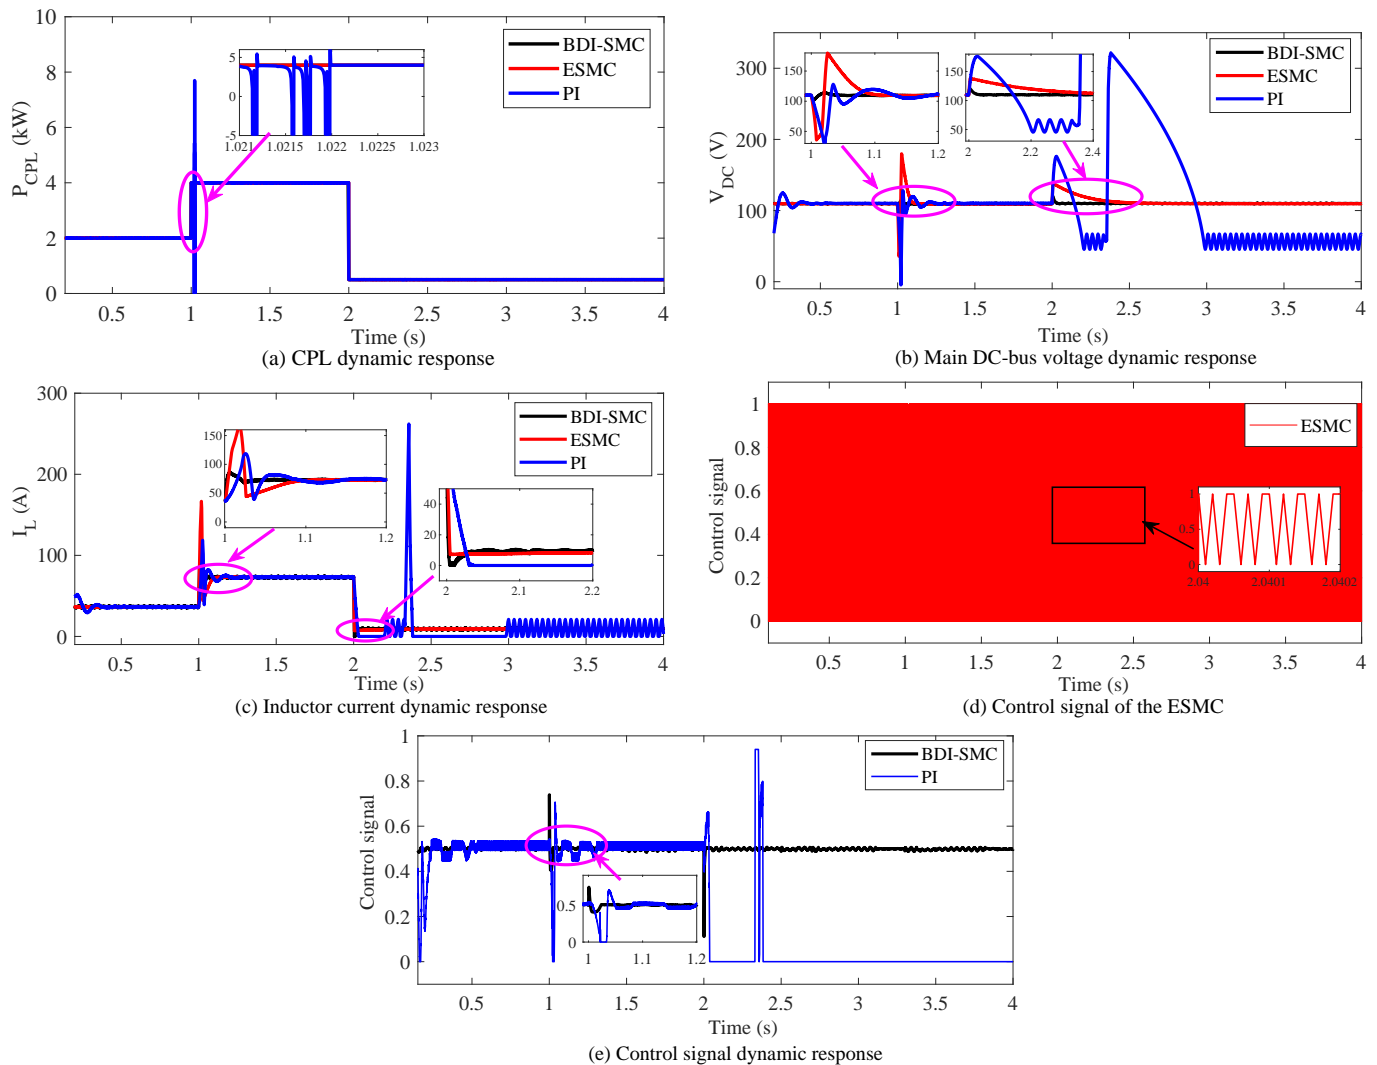 10
8
6
4
2
0
P_CPL (kW)
BDI-SMC
ESMC
PI
5
0
-5
1.021 1.0215 1.022 1.0225 1.023
0.5 1 1.5 2 2.5 3 3.5 4
Time (s)
(a) CPL dynamic response
300
200
100
0
V_DC (V)
BDI-SMC
ESMC
PI
150
100
50
1 1.1 1.2
150
100
50
2 2.2 2.4
0.5 1 1.5 2 2.5 3 3.5 4
Time (s)
(b) Main DC-bus voltage dynamic response
300
200
100
0
I_L (A)
BDI-SMC
ESMC
PI
150
100
50
0
1 1.1 1.2
40
20
0
2 2.1 2.2
0.5 1 1.5 2 2.5 3 3.5 4
Time (s)
(c) Inductor current dynamic response
1
0.8
0.6
0.4
0.2
0
Control signal
ESMC
1
0.5
0
2.04 2.0401 2.0402
0.5 1 1.5 2 2.5 3 3.5 4
Time (s)
(d) Control signal of the ESMC
1
0.8
0.6
0.4
0.2
0
Control signal
BDI-SMC
PI
0.5
0
1 1.1 1.2
0.5 1 1.5 2 2.5 3 3.5 4
Time (s)
(e) Control signal dynamic response